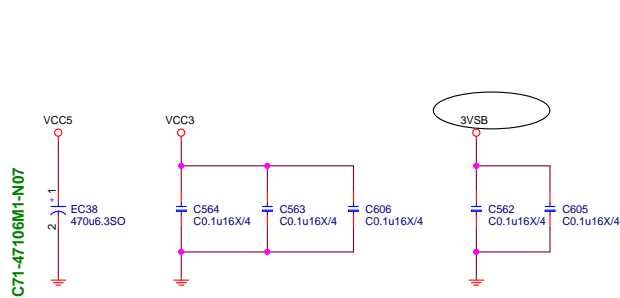 VCC5
VCC3
3VSB
C71-47106M1-N07
1
+
EC38
470u6.3SO
2
C564
C0.1u16X/4
C563
C0.1u16X/4
C606
C0.1u16X/4
C562
C0.1u16X/4
C605
C0.1u16X/4